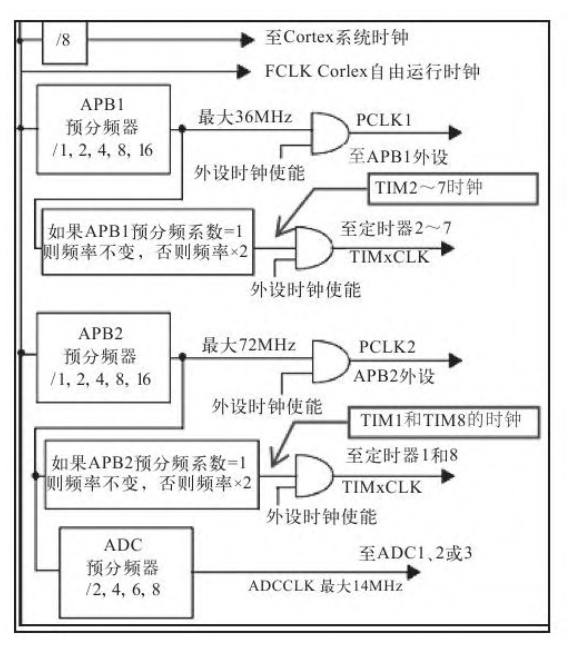 /8
至Cortex系统时钟
FCLK Corlex自由运行时钟
APB1
预分频器
/1, 2, 4, 8, 16
最大36MHz
PCLK1
至APB1外设
外设时钟使能
TIM2～7时钟
如果APB1预分频系数=1
则频率不变，否则频率×2
至定时器2～7
TIMxCLK
外设时钟使能
APB2
预分频器
/1, 2, 4, 8, 16
最大72MHz
PCLK2
APB2外设
外设时钟使能
TIM1和TIM8的时钟
如果APB2预分频系数=1
则频率不变，否则频率×2
至定时器1和8
TIMxCLK
外设时钟使能
ADC
预分频器
/2, 4, 6, 8
至ADC1、2或3
ADCCLK 最大14MHz